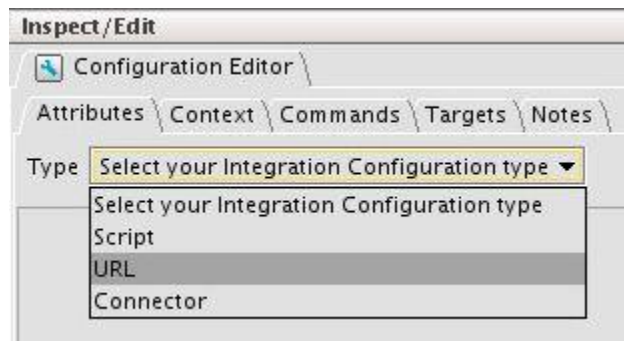 Inspect/Edit
Configuration Editor
Attributes Context Commands Targets Notes
Type Select your Integration Configuration type
Select your Integration Configuration type
Script
URL
Connector